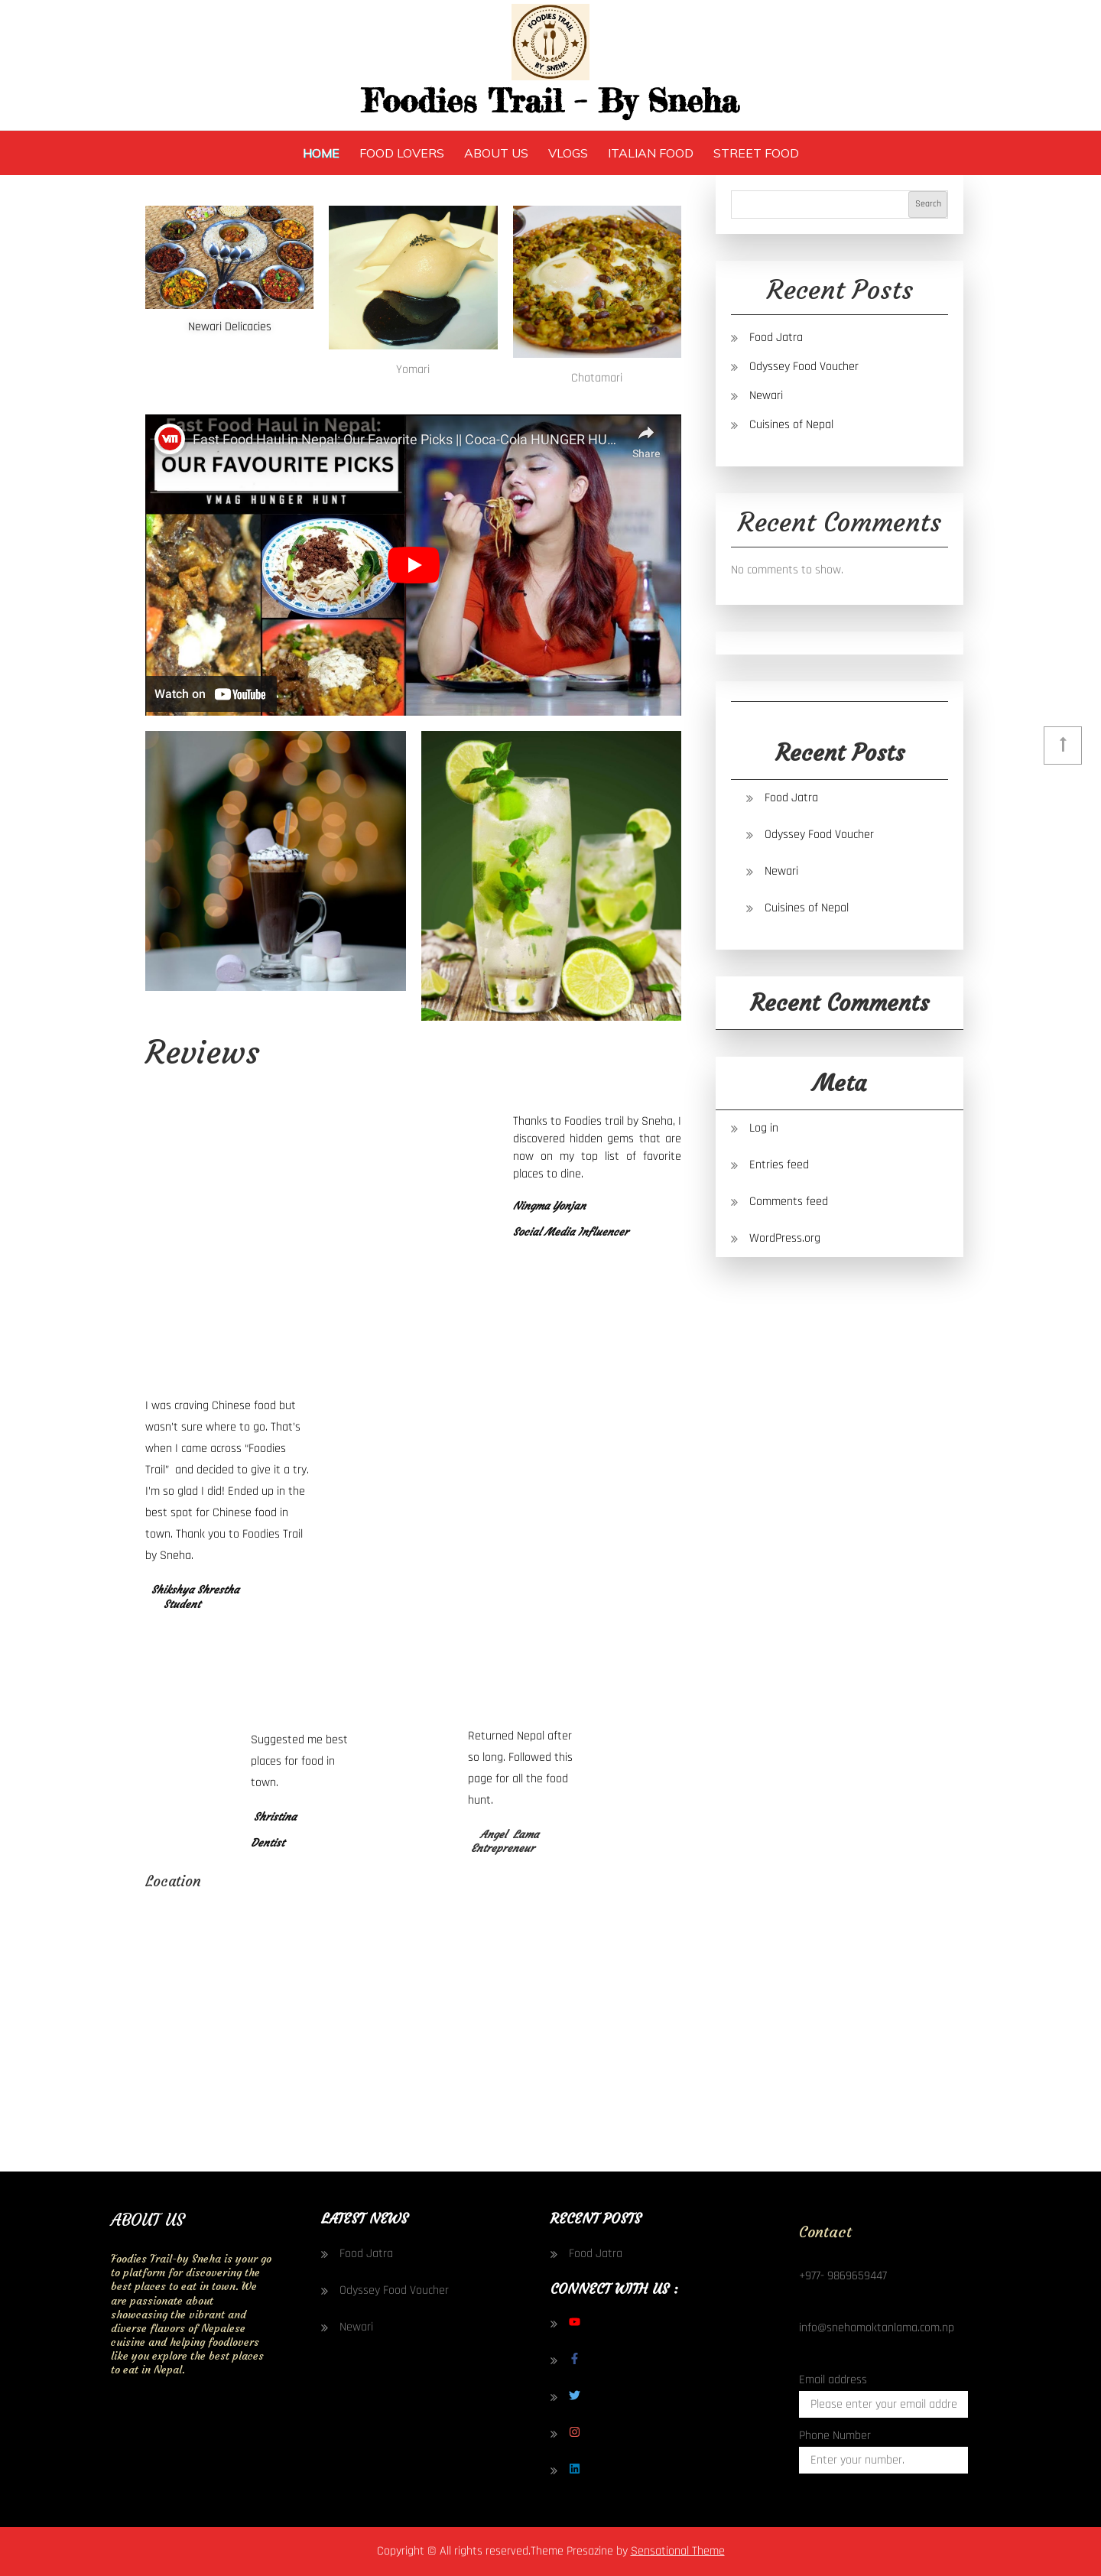 FOODIES TRAIL
BY SNEHA
Foodies Trail – By Sneha
HOME FOOD LOVERS ABOUT US VLOGS ITALIAN FOOD STREET FOOD
Newari Delicacies
Yomari
Chatamari
Fast Food Haul in Nepal:
Fast Food Haul in Nepal: Our Favorite Picks || Coca-Cola HUNGER HU...
Share
OUR FAVOURITE PICKS
VMAG HUNGER HUNT
Watch on YouTube
Reviews
Thanks to Foodies trail by Sneha, I
discovered hidden gems that are
now on my top list of favorite
places to dine.
Ningma Yonjan
Social Media Influencer
I was craving Chinese food but
wasn't sure where to go. That's
when I came across "Foodies
Trail" and decided to give it a try.
I'm so glad I did! Ended up in the
best spot for Chinese food in
town. Thank you to Foodies Trail
by Sneha.
Shikshya Shrestha
Student
Suggested me best
places for food in
town.
Shristina
Dentist
Returned Nepal after
so long. Followed this
page for all the food
hunt.
Angel Lama
Entrepreneur
Location
Search
Recent Posts
Food Jatra
Odyssey Food Voucher
Newari
Cuisines of Nepal
Recent Comments
No comments to show.
Recent Posts
Food Jatra
Odyssey Food Voucher
Newari
Cuisines of Nepal
Recent Comments
Meta
Log in
Entries feed
Comments feed
WordPress.org
ABOUT US
Foodies Trail-by Sneha is your go
to platform for discovering the
best places to eat in town. We
are passionate about
showcasing the vibrant and
diverse flavors of Nepalese
cuisine and helping foodlovers
like you explore the best places
to eat in Nepal.
LATEST NEWS
Food Jatra
Odyssey Food Voucher
Newari
RECENT POSTS
Food Jatra
CONNECT WITH US :
Contact
+977- 9869659447
info@snehamoktanlama.com.np
Email address
Please enter your email addre
Phone Number
Enter your number.
Copyright © All rights reserved.Theme Presazine by Sensational Theme